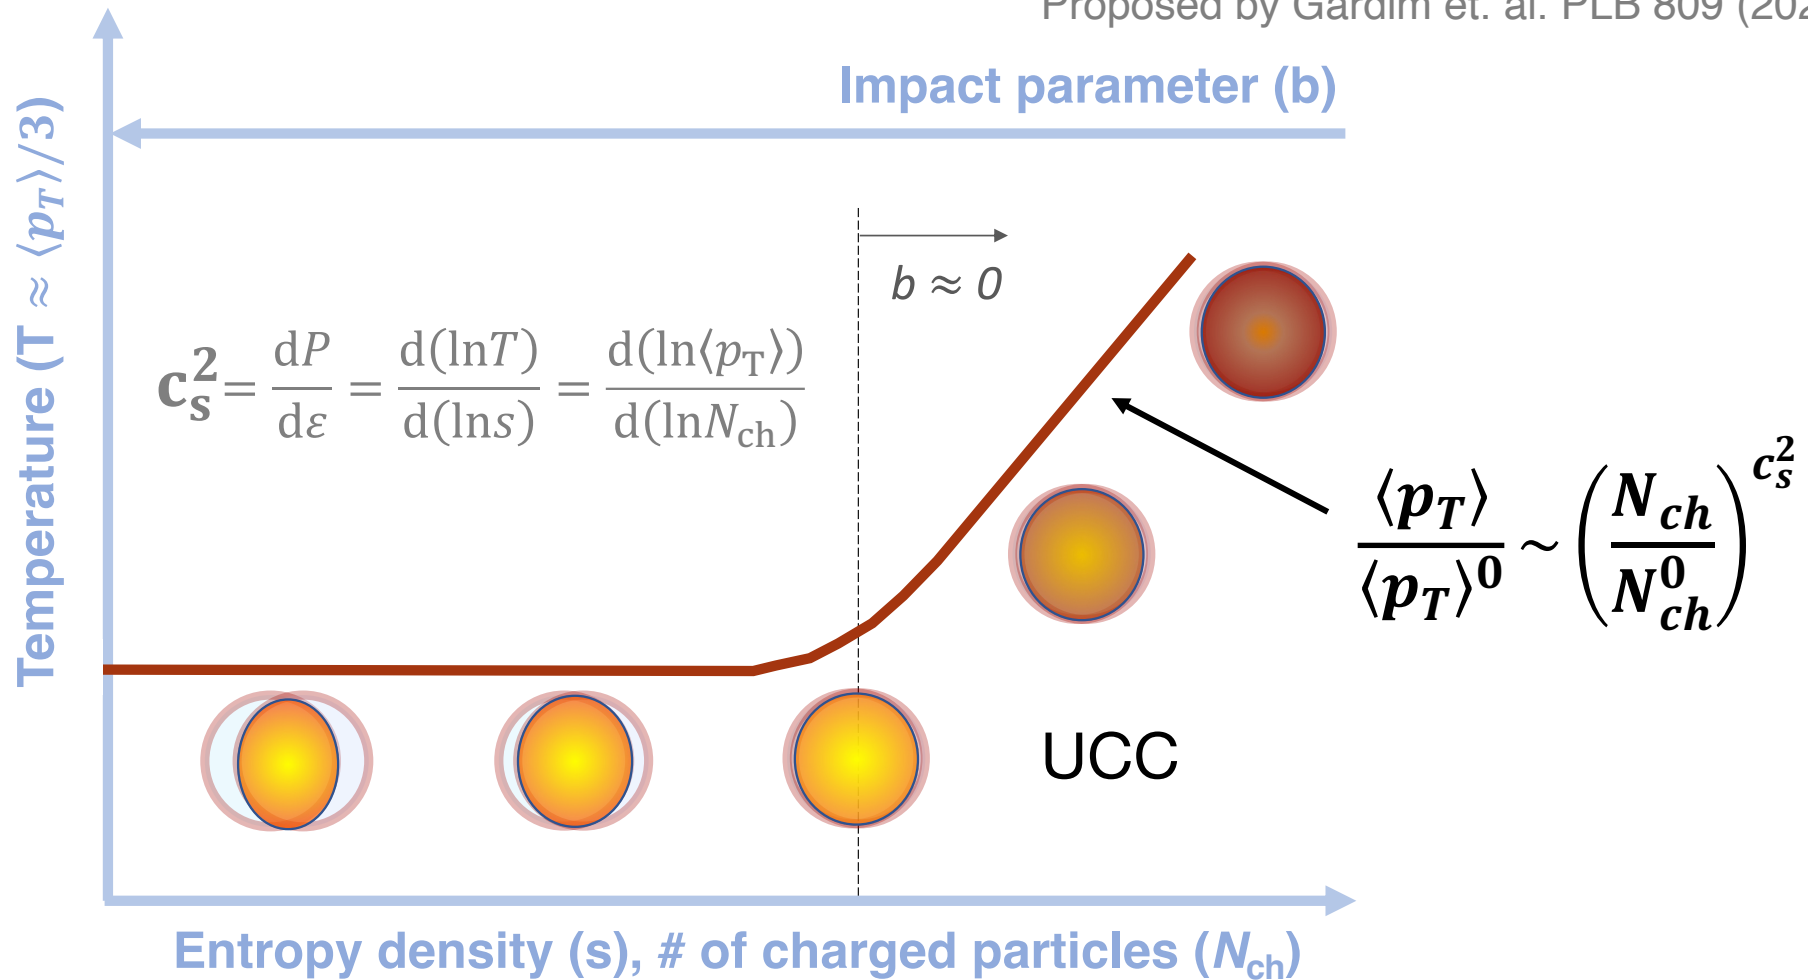 Proposed by Gardim et. al. PLB 809 (202
Impact parameter (b)
Temperature (T ≈ ⟨p_T⟩/3)
b ≈ 0
c_s^2 = dP/dε = d(lnT)/d(lns) = d(ln⟨p_T⟩)/d(lnN_ch)
⟨p_T⟩/⟨p_T⟩^0 ~ (N_ch/N_ch^0)^{c_s^2}
UCC
Entropy density (s), # of charged particles (N_ch)